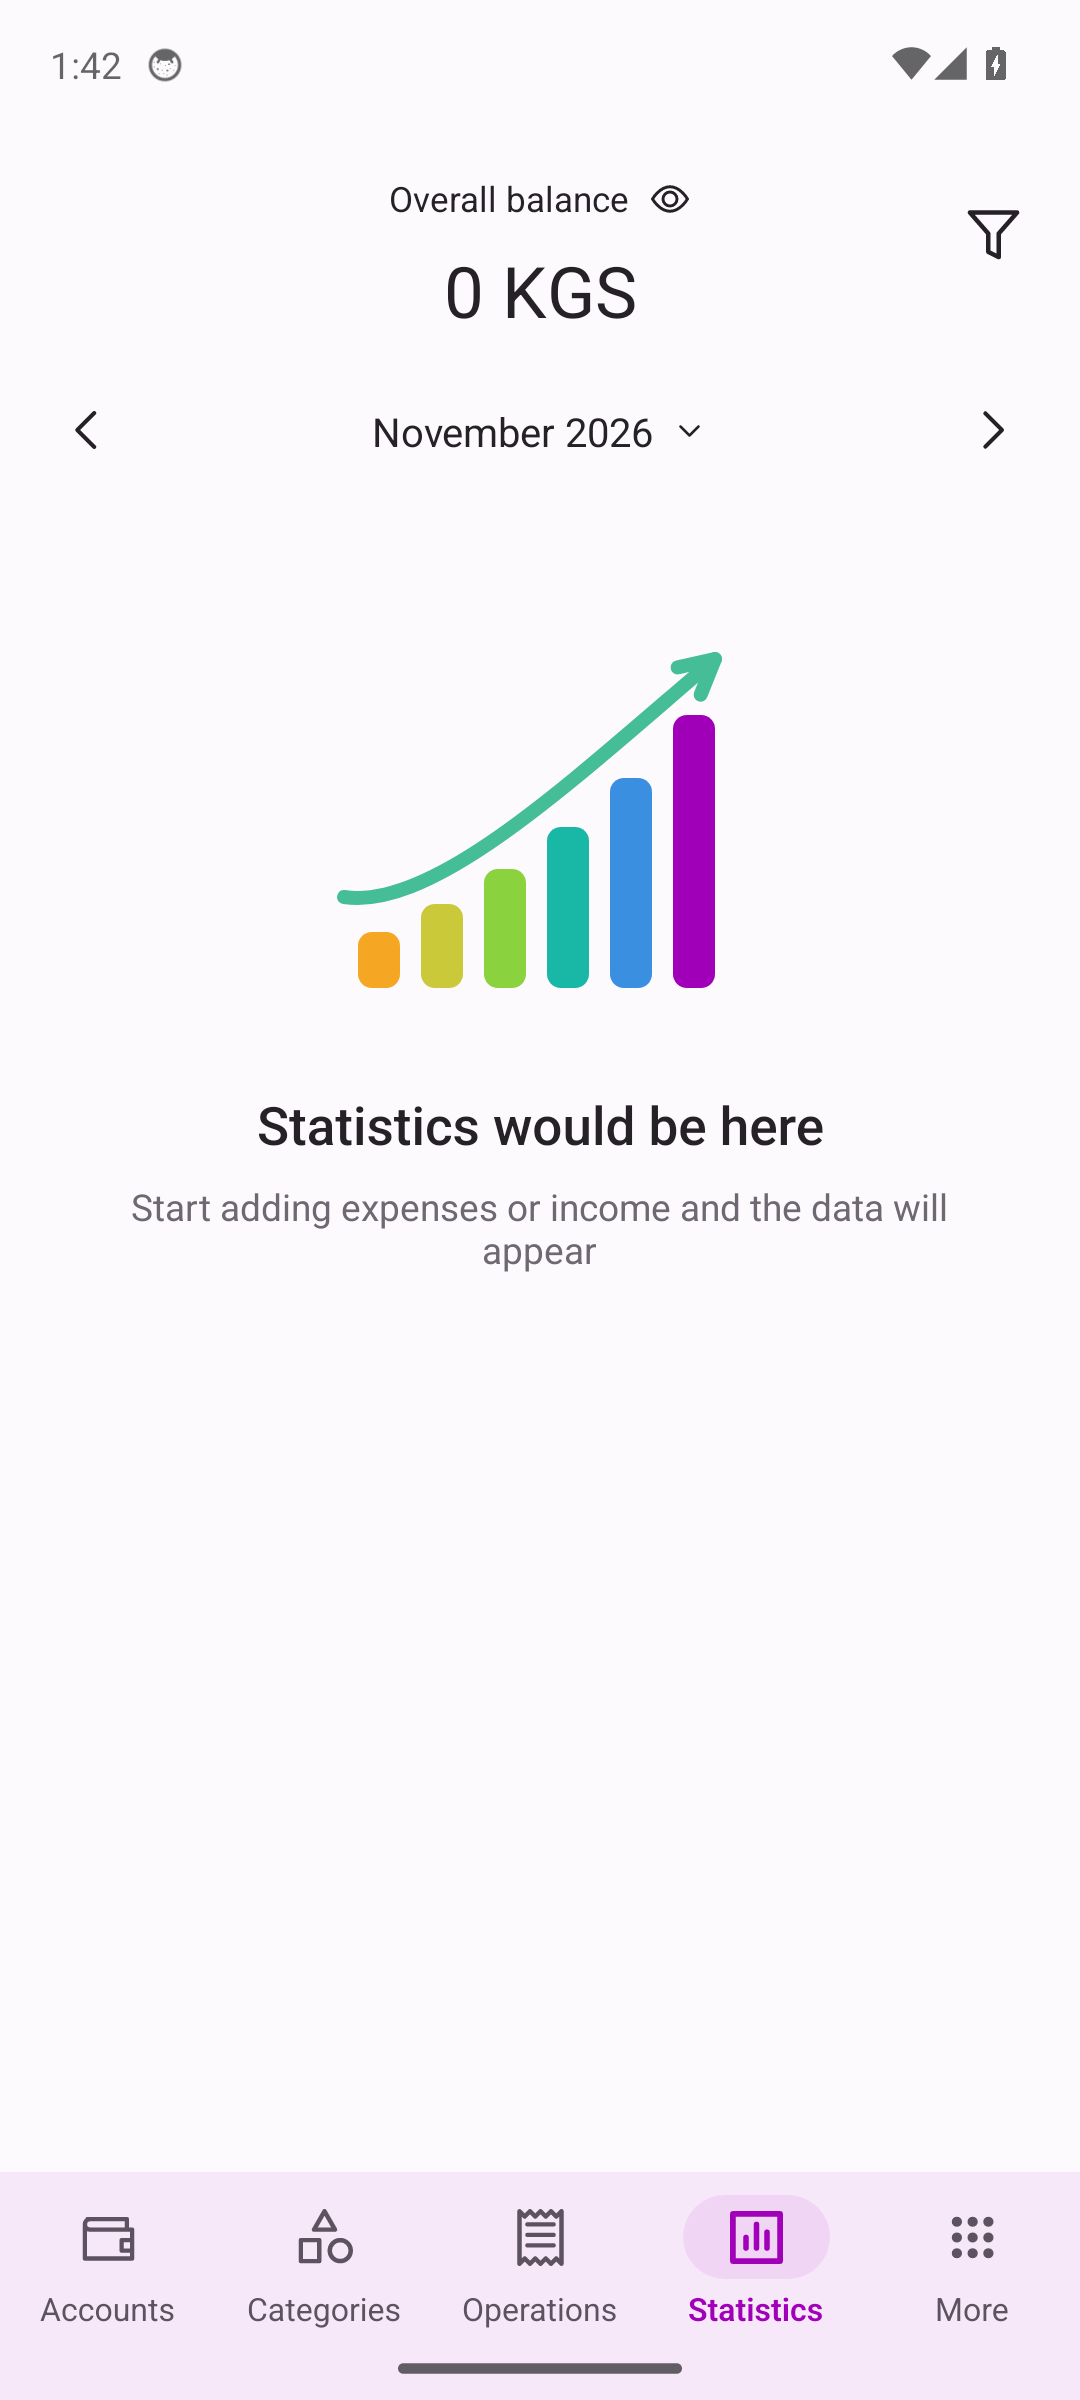 1:42
Overall balance
0 KGS
November 2026
Statistics would be here
Start adding expenses or income and the data will
appear
Accounts
Categories
Operations
Statistics
More